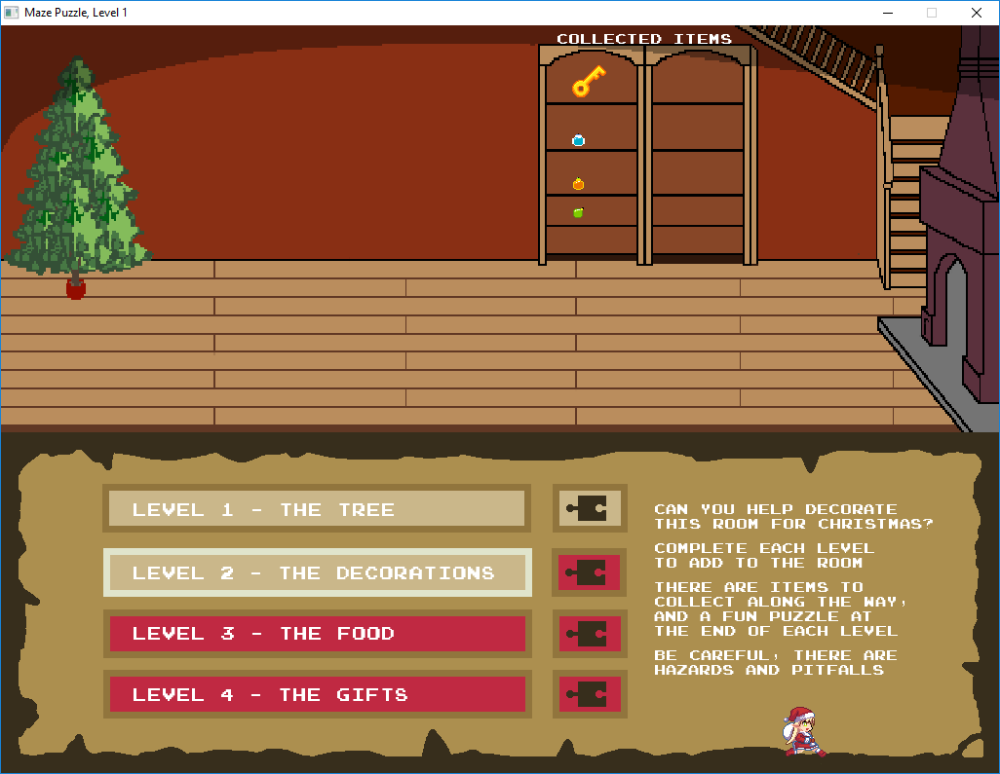 Maze Puzzle, Level 1
COLLECTED ITEMS
LEVEL 1 - THE TREE
LEVEL 2 - THE DECORATIONS
LEVEL 3 - THE FOOD
LEVEL 4 - THE GIFTS
CAN YOU HELP DECORATE
THIS ROOM FOR CHRISTMAS?
COMPLETE EACH LEVEL
TO ADD TO THE ROOM
THERE ARE ITEMS TO
COLLECT ALONG THE WAY,
AND A FUN PUZZLE AT
THE END OF EACH LEVEL
BE CAREFUL, THERE ARE
HAZARDS AND PITFALLS